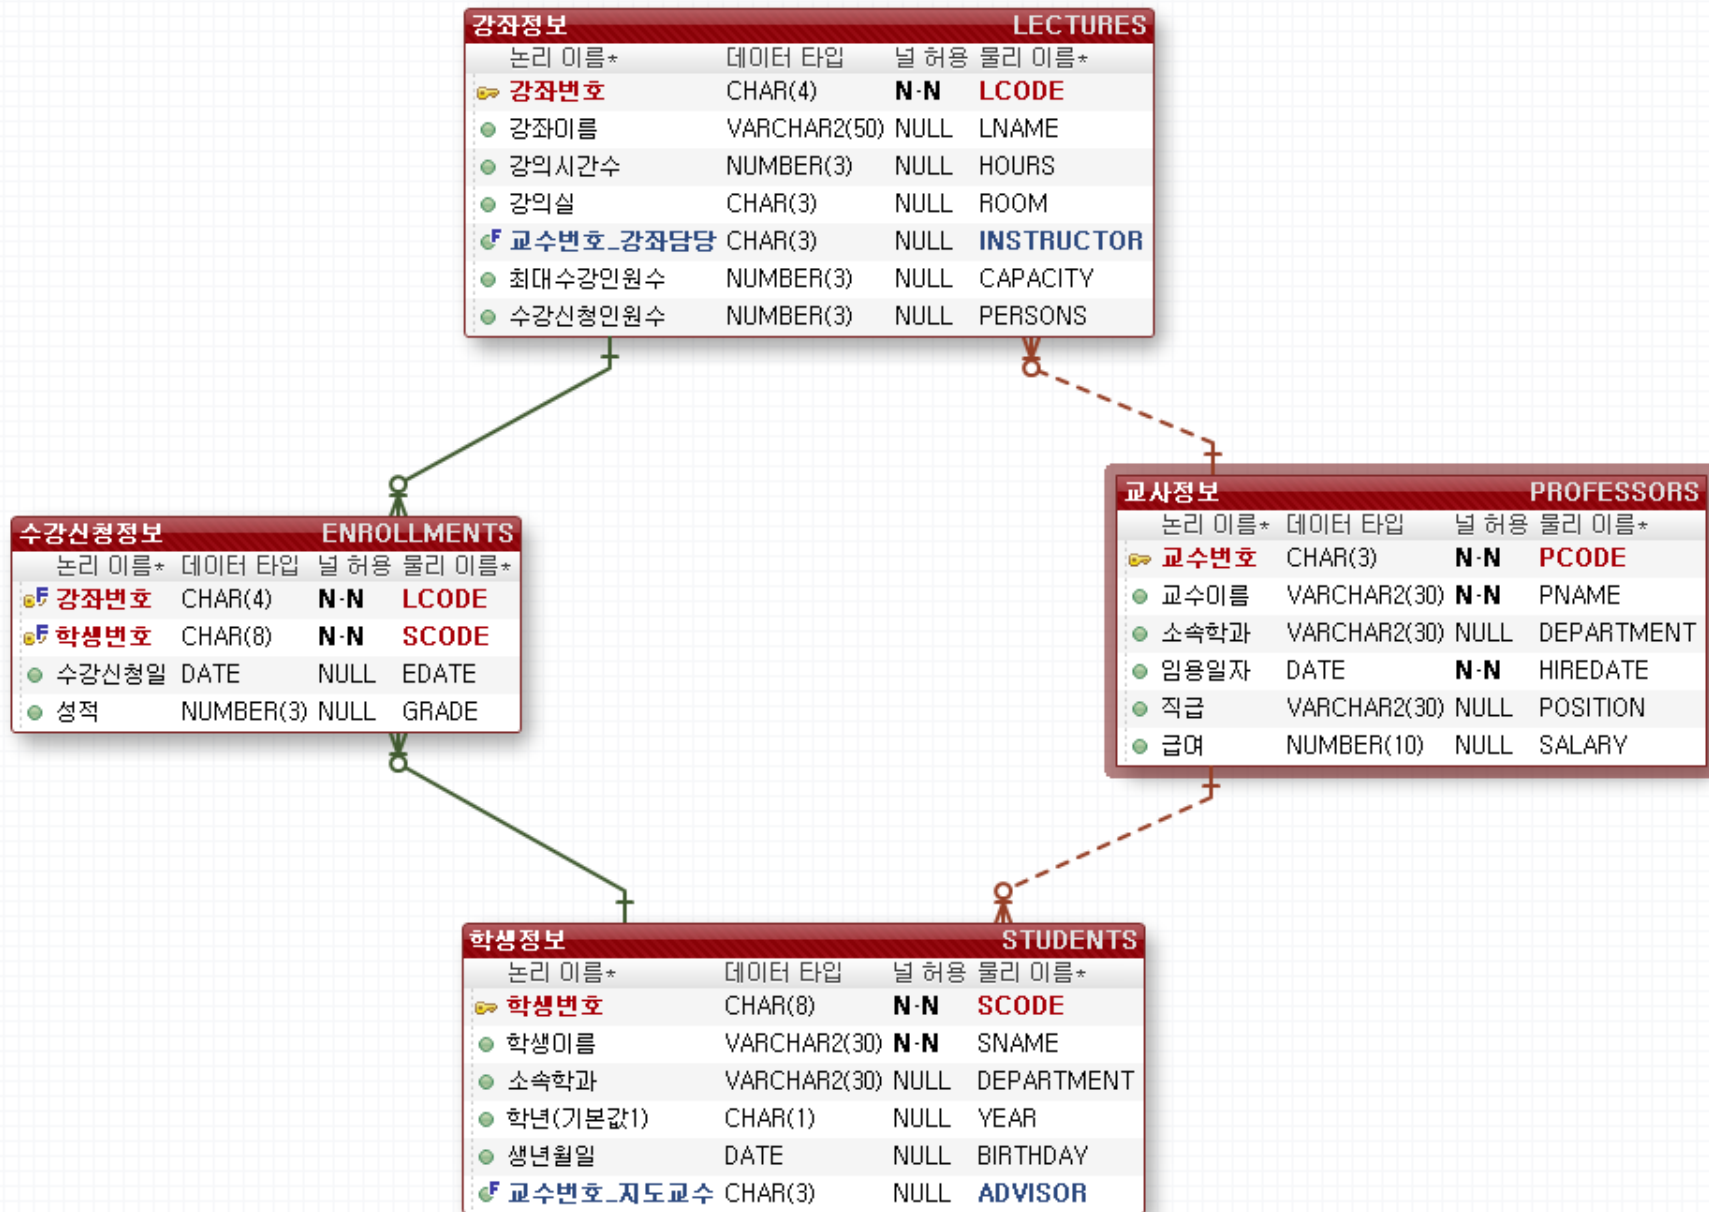 강좌정보 LECTURES
논리 이름* 데이터 타입 널 허용 물리 이름*
강좌번호 CHAR(4) N·N LCODE
강좌이름 VARCHAR2(50) NULL LNAME
강의시간수 NUMBER(3) NULL HOURS
강의실 CHAR(3) NULL ROOM
F 교수번호_강좌담당 CHAR(3) NULL INSTRUCTOR
최대수강인원수 NUMBER(3) NULL CAPACITY
수강신청인원수 NUMBER(3) NULL PERSONS
수강신청정보 ENROLLMENTS
논리 이름* 데이터 타입 널 허용 물리 이름*
F 강좌번호 CHAR(4) N·N LCODE
F 학생번호 CHAR(8) N·N SCODE
수강신청일 DATE NULL EDATE
성적 NUMBER(3) NULL GRADE
교사정보 PROFESSORS
논리 이름* 데이터 타입 널 허용 물리 이름*
교수번호 CHAR(3) N·N PCODE
교수이름 VARCHAR2(30) N·N PNAME
소속학과 VARCHAR2(30) NULL DEPARTMENT
임용일자 DATE N·N HIREDATE
직급 VARCHAR2(30) NULL POSITION
급여 NUMBER(10) NULL SALARY
학생정보 STUDENTS
논리 이름* 데이터 타입 널 허용 물리 이름*
학생번호 CHAR(8) N·N SCODE
학생이름 VARCHAR2(30) N·N SNAME
소속학과 VARCHAR2(30) NULL DEPARTMENT
학년(기본값1) CHAR(1) NULL YEAR
생년월일 DATE NULL BIRTHDAY
F 교수번호_지도교수 CHAR(3) NULL ADVISOR